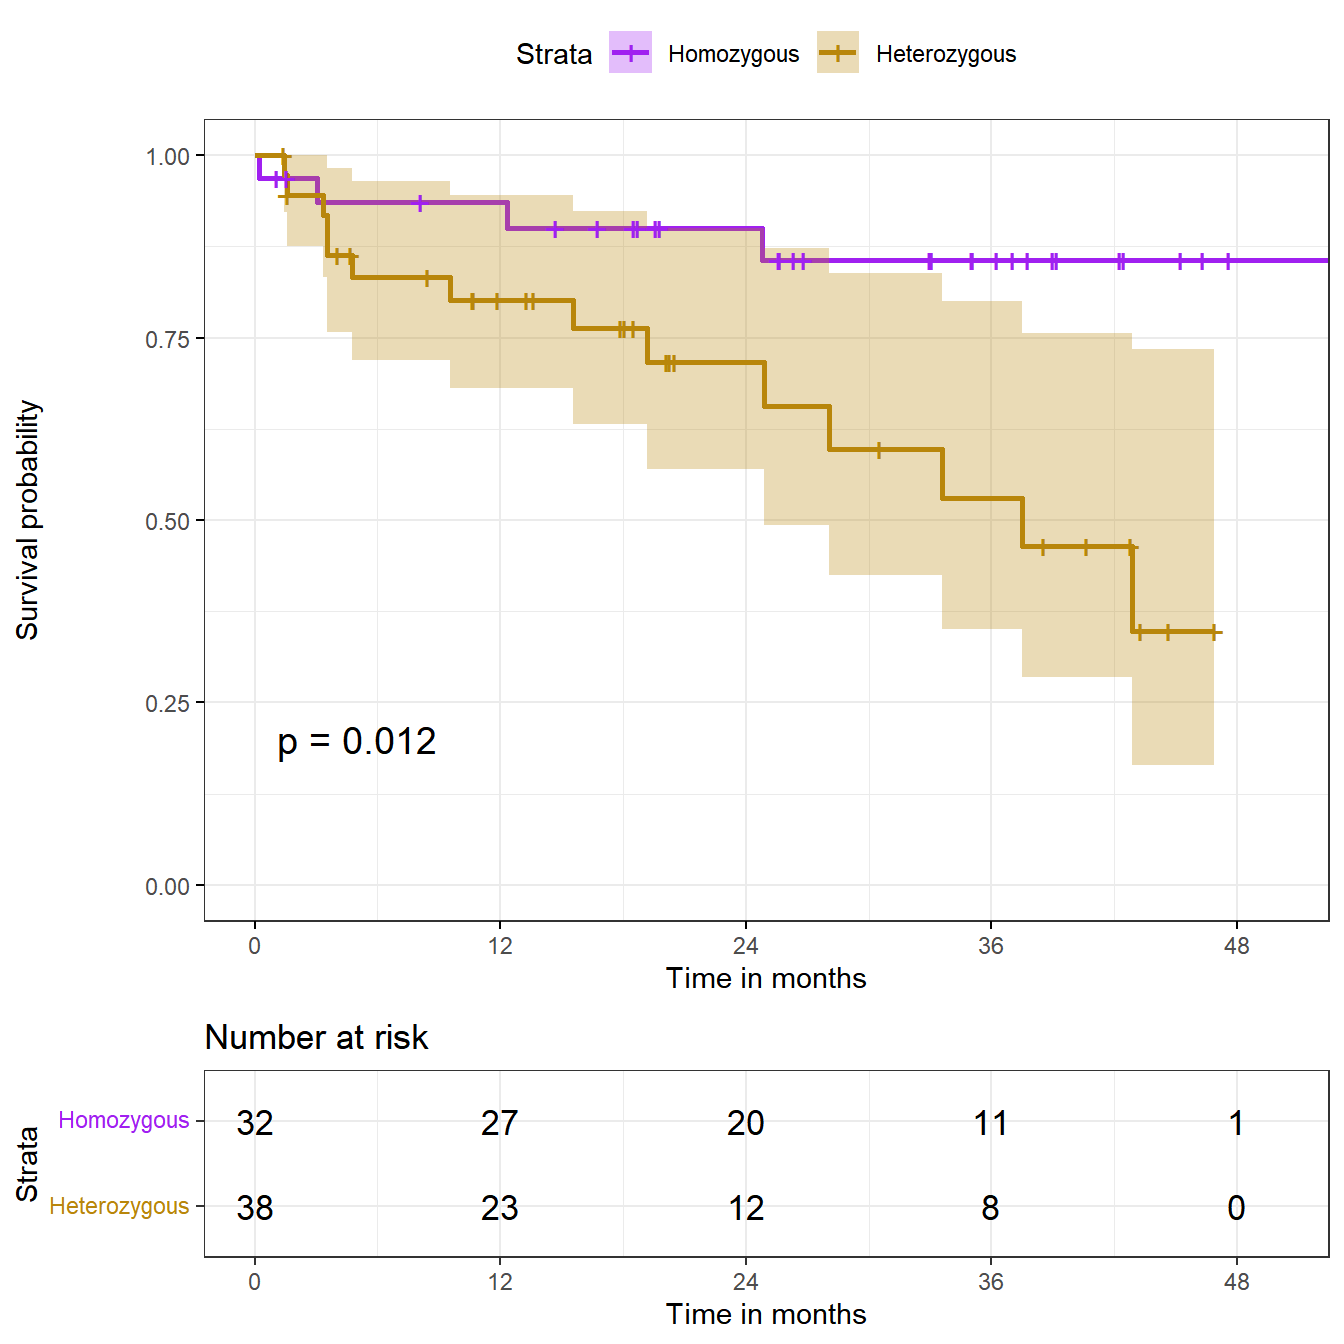 Strata Homozygous Heterozygous
1.00
0.75
0.50
0.25
0.00
Survival probability
p = 0.012
0 12 24 36 48
Time in months
Number at risk
Strata
Homozygous 32 27 20 11 1
Heterozygous 38 23 12 8 0
0 12 24 36 48
Time in months